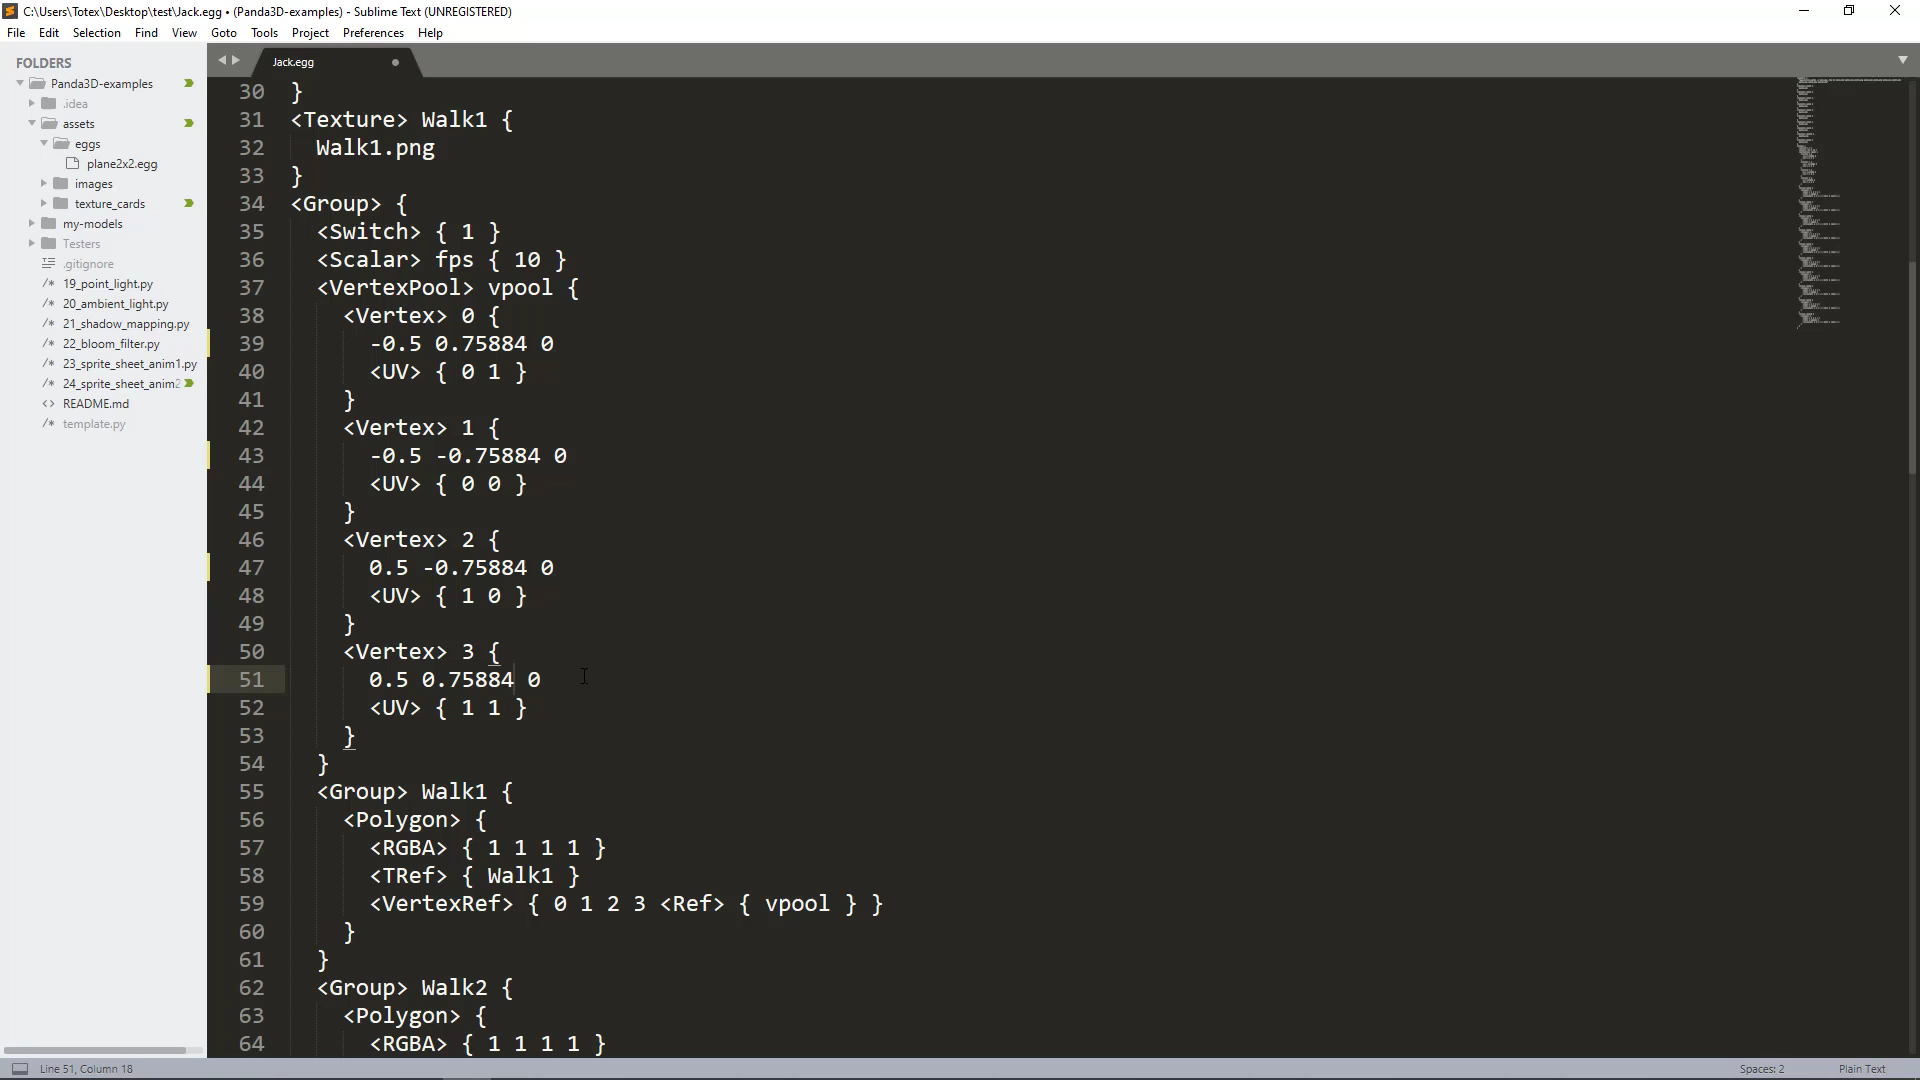 C:\Users\Totex\Desktop\test\Jack.egg • (Panda3D-examples) - Sublime Text (UNREGISTERED)
File Edit Selection Find View Goto Tools Project Preferences Help
FOLDERS
Panda3D-examples
.idea
assets
eggs
plane2x2.egg
images
texture_cards
my-models
Testers
.gitignore
19_point_light.py
20_ambient_light.py
21_shadow_mapping.py
22_bloom_filter.py
23_sprite_sheet_anim1.py
24_sprite_sheet_anim2
README.md
template.py
Jack.egg
30 }
31 <Texture> Walk1 {
32 Walk1.png
33 }
34 <Group> {
35 <Switch> { 1 }
36 <Scalar> fps { 10 }
37 <VertexPool> vpool {
38 <Vertex> 0 {
39 -0.5 0.75884 0
40 <UV> { 0 1 }
41 }
42 <Vertex> 1 {
43 -0.5 -0.75884 0
44 <UV> { 0 0 }
45 }
46 <Vertex> 2 {
47 0.5 -0.75884 0
48 <UV> { 1 0 }
49 }
50 <Vertex> 3 {
51 0.5 0.75884 0
52 <UV> { 1 1 }
53 }
54 }
55 <Group> Walk1 {
56 <Polygon> {
57 <RGBA> { 1 1 1 1 }
58 <TRef> { Walk1 }
59 <VertexRef> { 0 1 2 3 <Ref> { vpool } }
60 }
61 }
62 <Group> Walk2 {
63 <Polygon> {
64 <RGBA> { 1 1 1 1 }
Line 51, Column 18
Spaces: 2
Plain Text